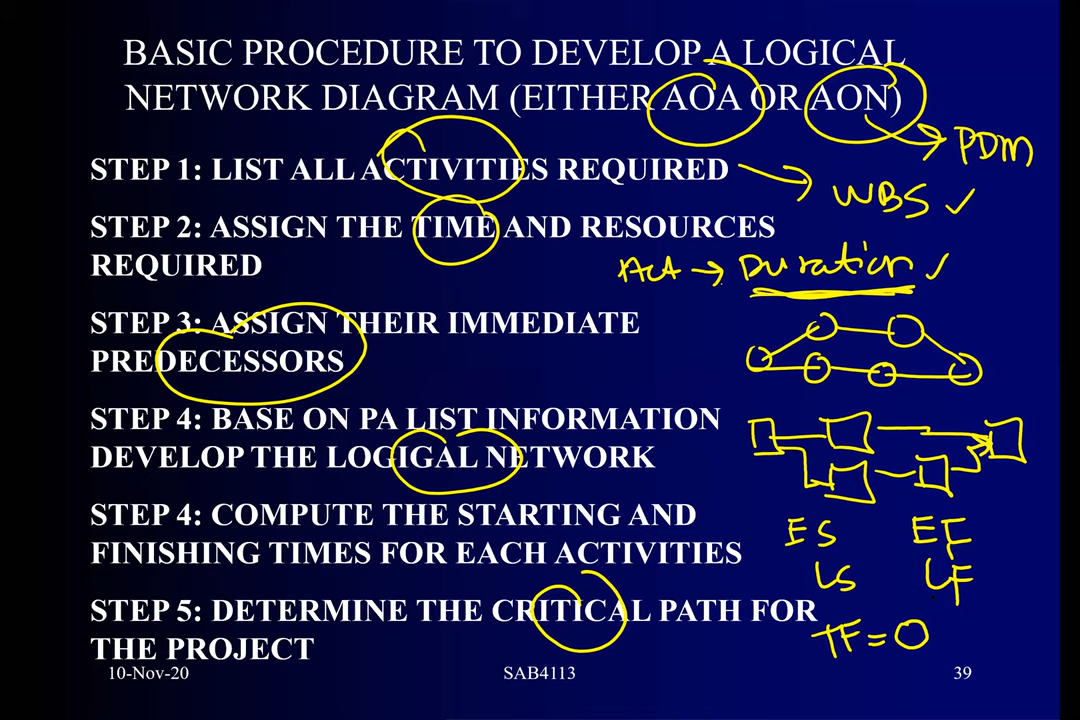 BASIC PROCEDURE TO DEVELOP A LOGICAL
NETWORK DIAGRAM (EITHER AOA OR AON)
PDM
STEP 1: LIST ALL ACTIVITIES REQUIRED
WBS ✓
STEP 2: ASSIGN THE TIME AND RESOURCES
REQUIRED
Act → Duration ✓
STEP 3: ASSIGN THEIR IMMEDIATE
PREDECESSORS
STEP 4: BASE ON PA LIST INFORMATION
DEVELOP THE LOGIGAL NETWORK
STEP 4: COMPUTE THE STARTING AND
FINISHING TIMES FOR EACH ACTIVITIES
ES EF
LS LF
STEP 5: DETERMINE THE CRITICAL PATH FOR
THE PROJECT
TF = 0
10-Nov-20 SAB4113 39